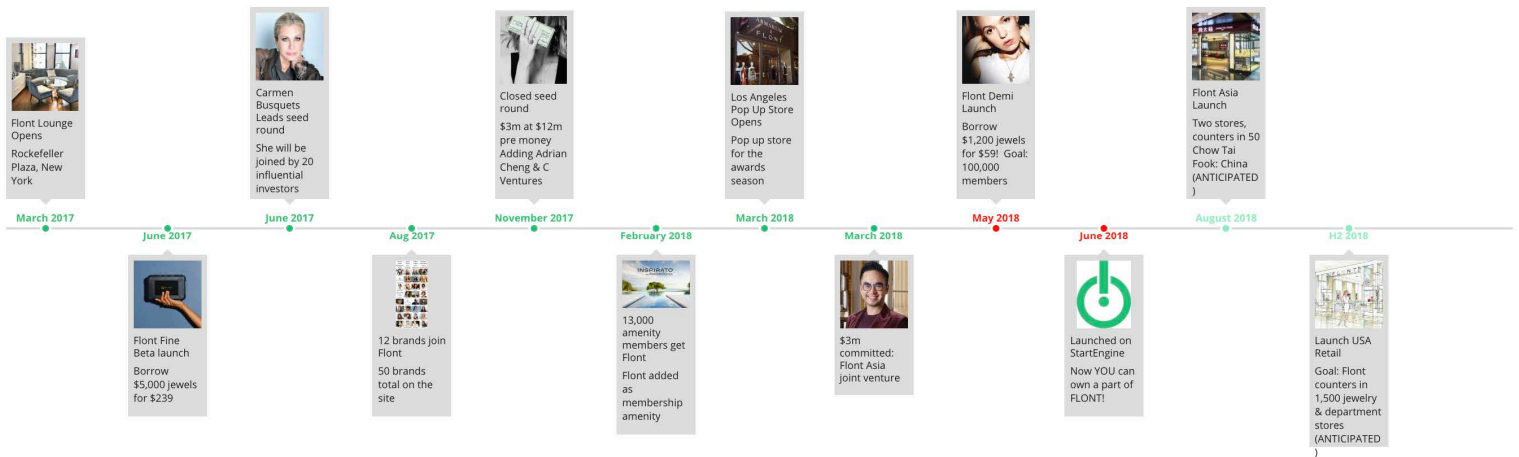 Flont Lounge
Opens
Rockefeller
Plaza, New
York
March 2017
June 2017
Flont Fine
Beta launch
Borrow
$5,000 jewels
for $239
Carmen
Busquets
Leads seed
round
She will be
joined by 20
influential
investors
June 2017
Aug 2017
12 brands join
Flont
50 brands
total on the
site
Closed seed
round
$3m at $12m
pre money
Adding Adrian
Cheng & C
Ventures
November 2017
February 2018
INSPIRATO
13,000
amenity
members get
Flont
Flont added
as
membership
amenity
FLONT
Los Angeles
Pop Up Store
Opens
Pop up store
for the
awards
season
March 2018
March 2018
$3m
committed:
Flont Asia
joint venture
Flont Demi
Launch
Borrow
$1,200 jewels
for $59! Goal:
100,000
members
May 2018
June 2018
Launched on
StartEngine
Now YOU can
own a part of
FLONT!
Flont Asia
Launch
Two stores,
counters in 50
Chow Tai
Fook: China
(ANTICIPATED
)
August 2018
H2 2018
Launch USA
Retail
Goal: Flont
counters in
1,500 jewelry
& department
stores
(ANTICIPATED
)